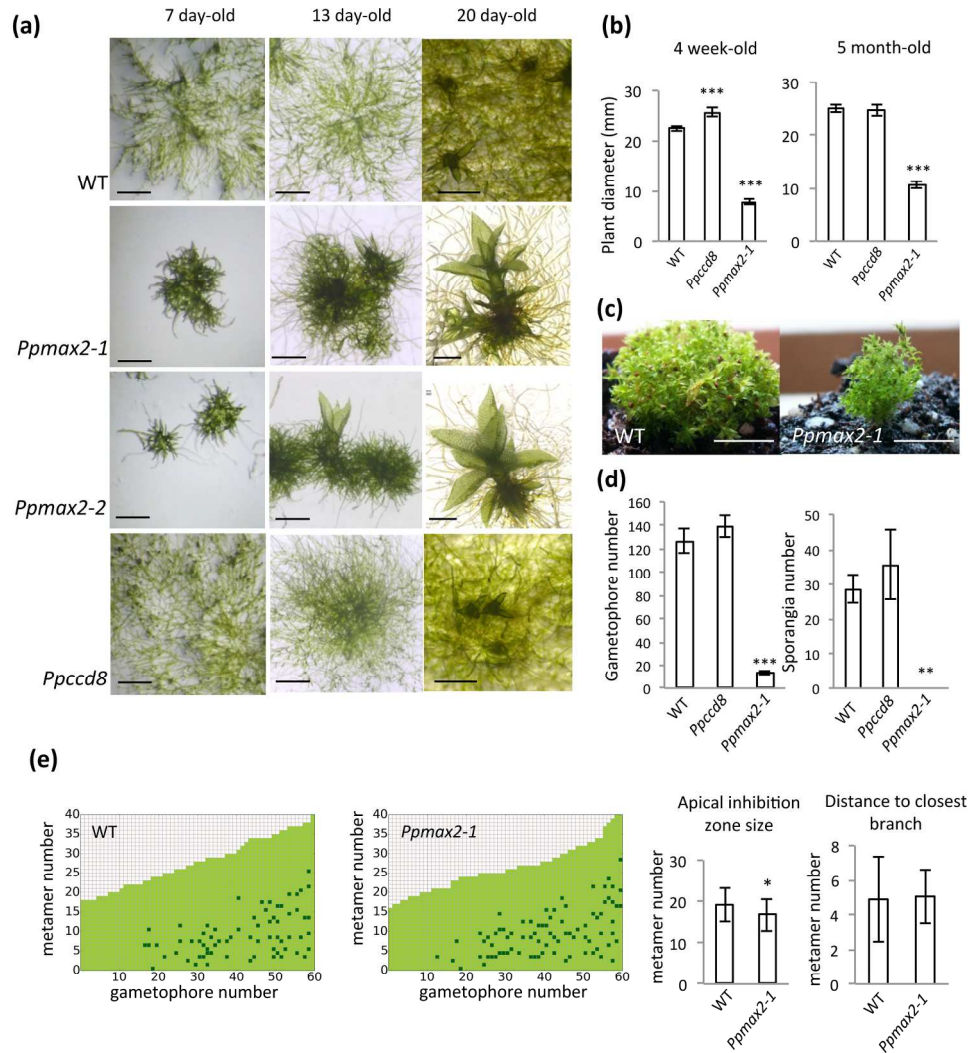 (a)
7 day-old
13 day-old
20 day-old
WT
Ppmax2-1
Ppmax2-2
Ppccd8
(b)
4 week-old
5 month-old
Plant diameter (mm)
30
20
10
0
***
***
WT
Ppccd8
Ppmax2-1
30
20
10
0
***
WT
Ppccd8
Ppmax2-1
(c)
WT
Ppmax2-1
(d)
Gametophore number
160
140
120
100
80
60
40
20
0
***
WT
Ppccd8
Ppmax2-1
Sporangia number
50
40
30
20
10
0
**
WT
Ppccd8
Ppmax2-1
(e)
metamer number
40
35
30
25
20
15
10
5
0
WT
10 20 30 40 50 60
gametophore number
metamer number
40
35
30
25
20
15
10
5
0
Ppmax2-1
10 20 30 40 50 60
gametophore number
Apical inhibition
zone size
metamer number
30
20
10
0
*
WT
Ppmax2-1
Distance to closest
branch
metamer number
8
6
4
2
0
WT
Ppmax2-1